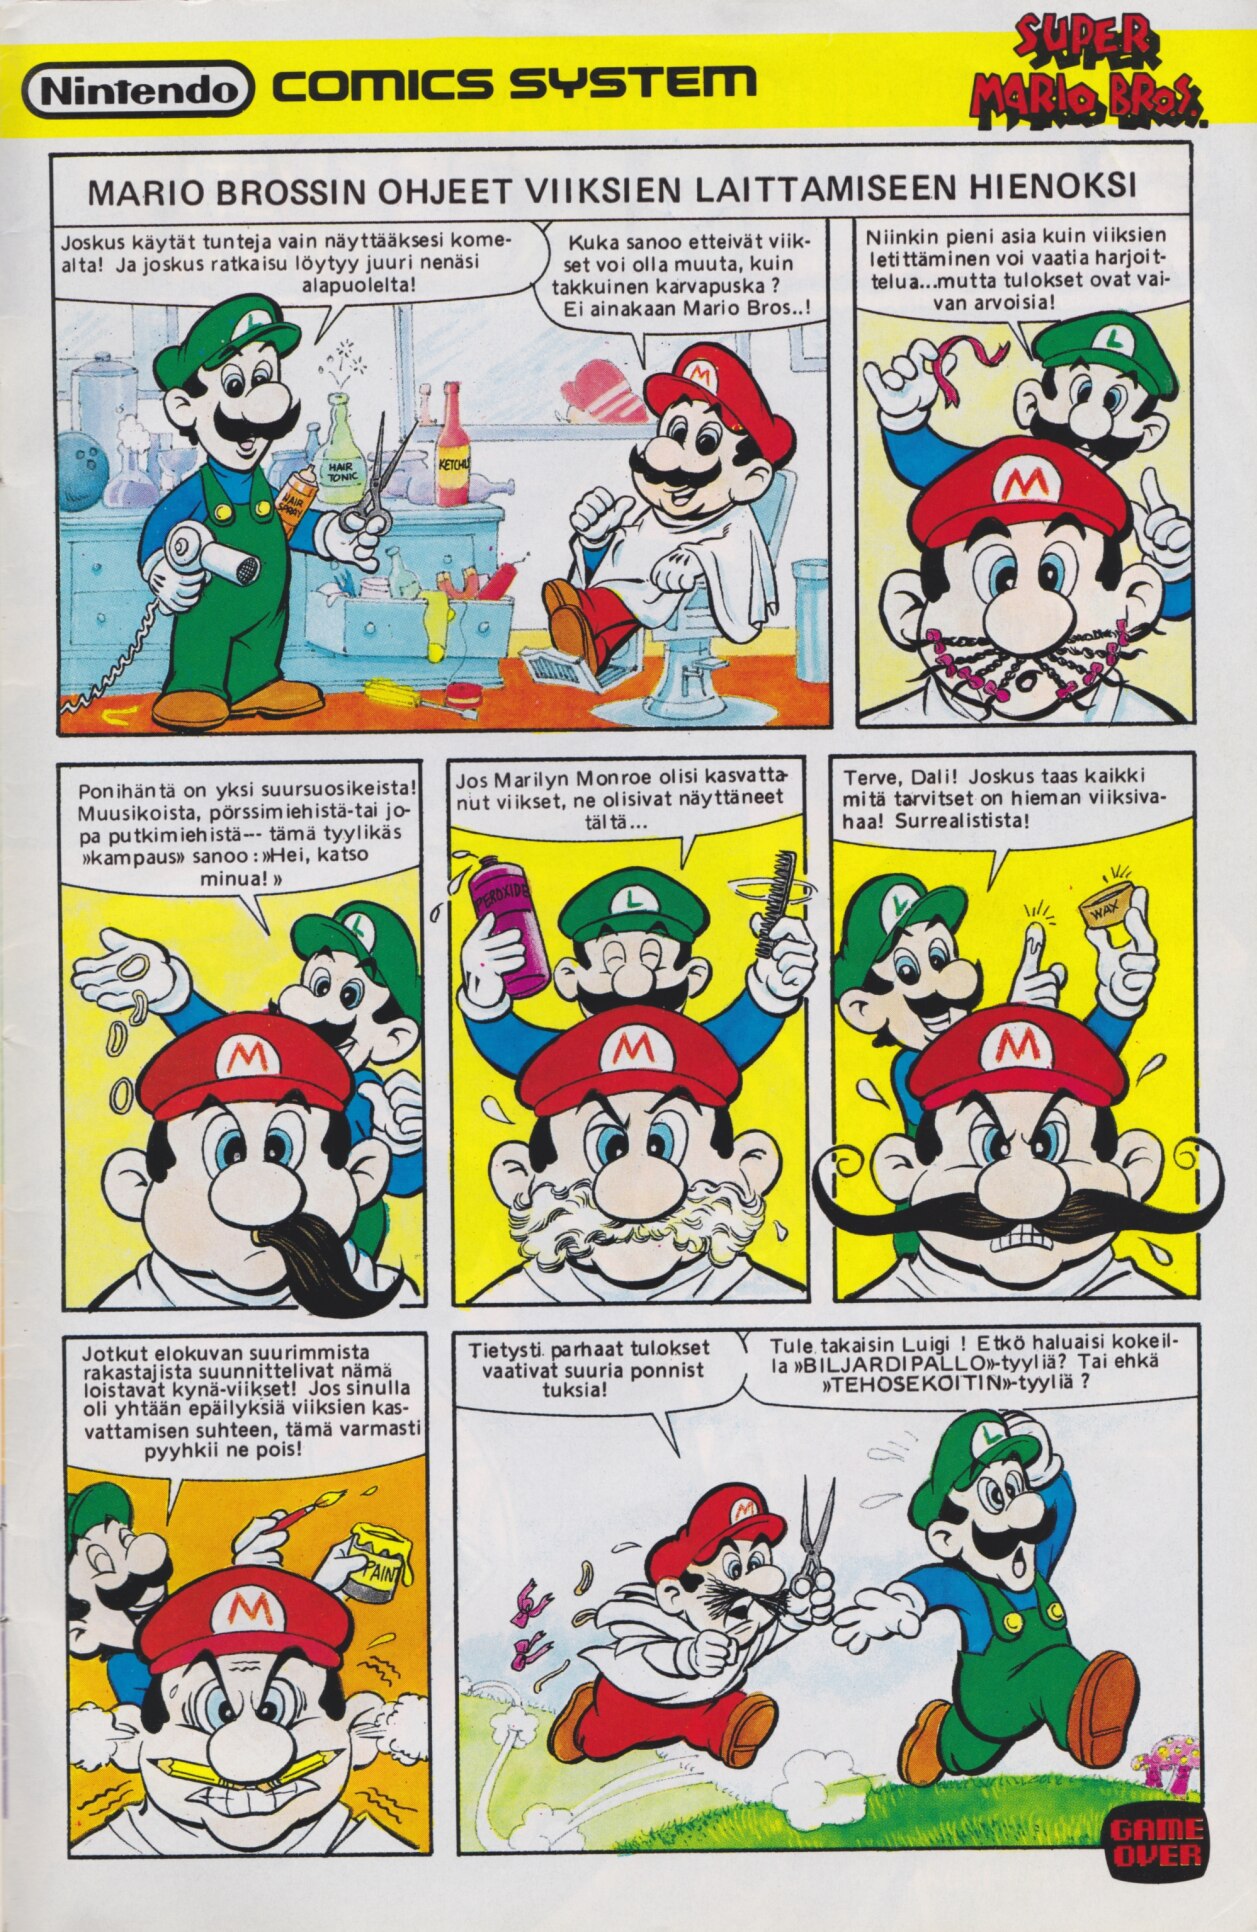 Nintendo COMICS SYSTEM
SUPER
MARIO BROS.
MARIO BROSSIN OHJEET VIIKSIEN LAITTAMISEEN HIENOKSI
Joskus käytät tunteja vain näyttääksesi kome-
alta! Ja joskus ratkaisu löytyy juuri nenäsi
alapuolelta!
Kuka sanoo etteivät viik-
set voi olla muuta, kuin
takkuinen karvapuska ?
Ei ainakaan Mario Bros..!
L
HAIR
TONIC
HAIR
SPRAY
M
Niinkin pieni asia kuin viiksien
letittäminen voi vaatia harjoit-
telua...mutta tulokset ovat vai-
van arvoisia!
L
M
Ponihäntä on yksi suursuosikeista!
Muusikoista, pörssimiehistä-tai jo-
pa putkimiehistä-- tämä tyylikäs
»kampaus» sanoo:»Hei, katso
minua! »
L
M
Jos Marilyn Monroe olisi kasvatta-
nut viikset, ne olisivat näyttäneet
tältä...
PEROXIDE
L
M
Terve, Dali! Joskus taas kaikki
mitä tarvitset on hieman viiksiva-
haa! Surrealistista!
L
WAX
M
Jotkut elokuvan suurimmista
rakastajista suunnittelivat nämä
loistavat kynä-viikset! Jos sinulla
oli yhtään epäilyksiä viiksien kas-
vattamisen suhteen, tämä varmasti
pyyhkii ne pois!
PAINT
M
Tietysti parhaat tulokset
vaativat suuria ponnist
tuksia!
Tule takaisin Luigi ! Etkö haluaisi kokeil-
la »BILJARDIPALLO»-tyyliä? Tai ehkä
»TEHOSEKOITIN»-tyyliä ?
M
L
GAME
OVER